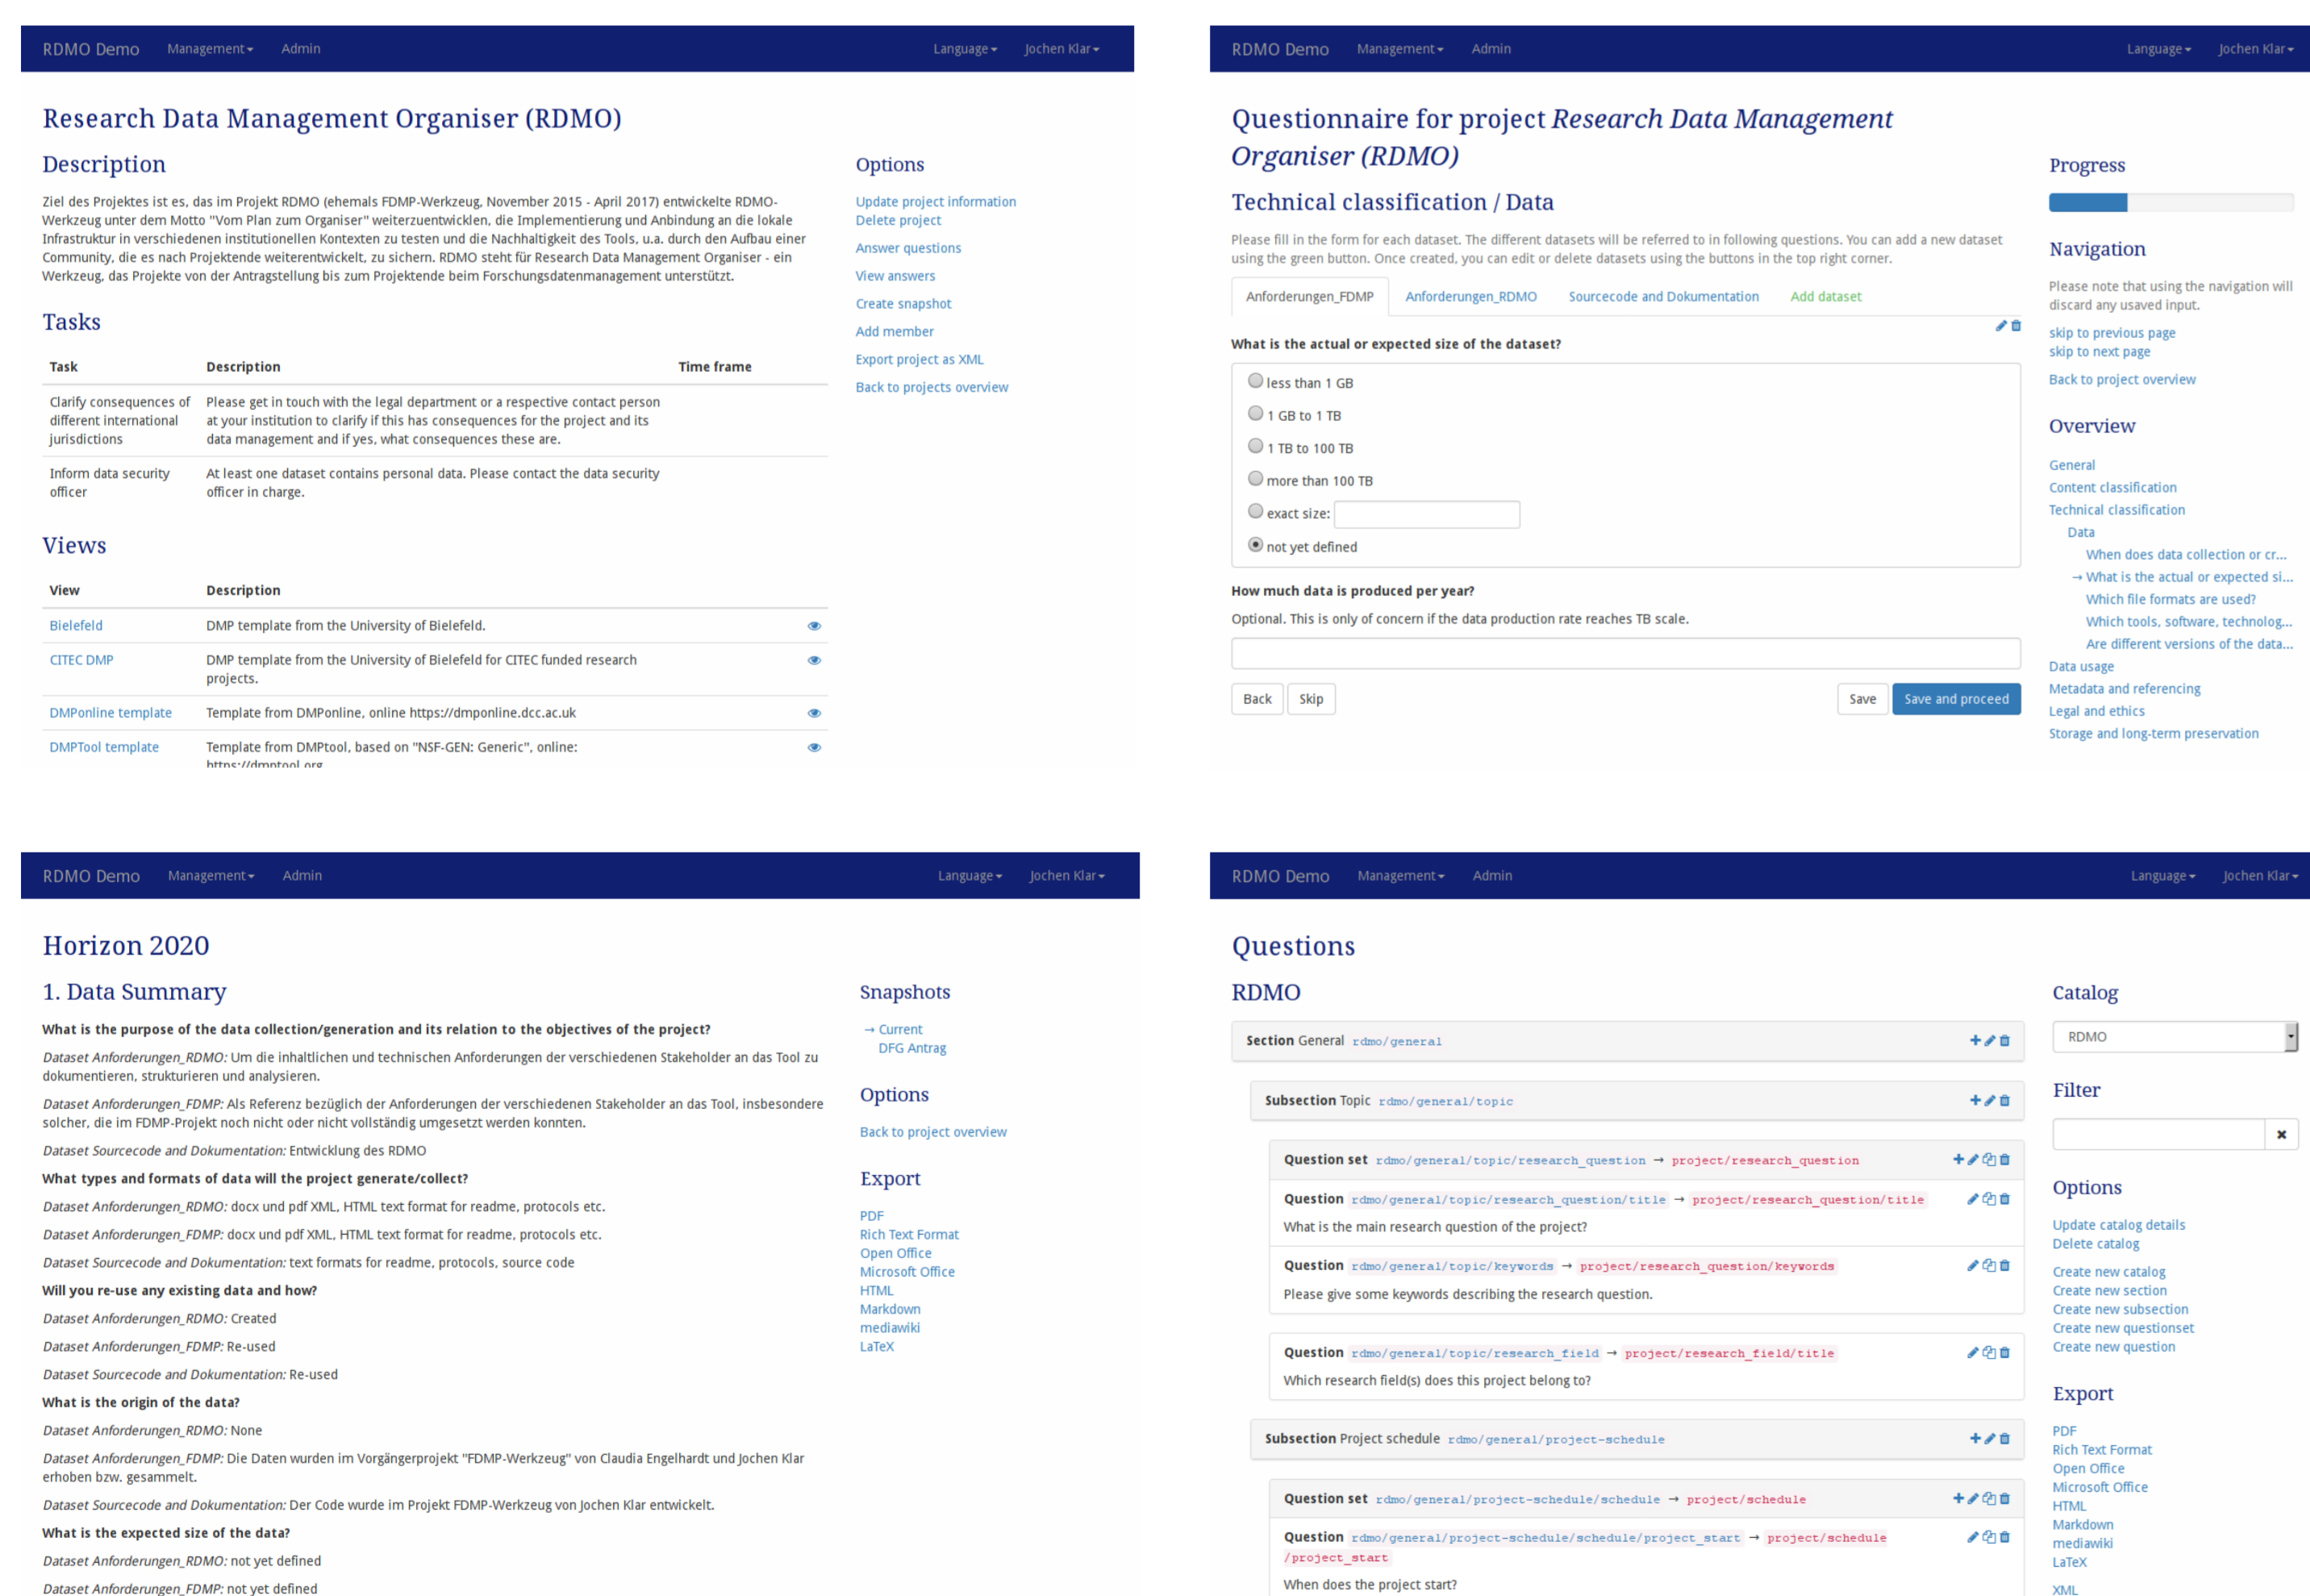 RDMO Demo Management Admin Language Jochen Klar
Research Data Management Organiser (RDMO)
Description
Ziel des Projektes ist es, das im Projekt RDMO (ehemals FDMP-Werkzeug, November 2015 - April 2017) entwickelte RDMO-
Werkzeug unter dem Motto "Vom Plan zum Organiser" weiterzuentwicklen, die Implementierung und Anbindung an die lokale
Infrastruktur in verschiedenen institutionellen Kontexten zu testen und die Nachhaltigkeit des Tools, u.a. durch den Aufbau einer
Community, die es nach Projektende weiterentwickelt, zu sichern. RDMO steht für Research Data Management Organiser - ein
Werkzeug, das Projekte von der Antragstellung bis zum Projektende beim Forschungsdatenmanagement unterstützt.
Tasks
Task Description Time frame
Clarify consequences of different international jurisdictions
Please get in touch with the legal department or a respective contact person
at your institution to clarify if this has consequences for the project and its
data management and if yes, what consequences these are.
Inform data security officer
At least one dataset contains personal data. Please contact the data security
officer in charge.
Views
View Description
Bielefeld DMP template from the University of Bielefeld.
CITEC DMP DMP template from the University of Bielefeld for CITEC funded research
projects.
DMPonline template Template from DMPonline, online https://dmponline.dcc.ac.uk
DMPTool template Template from DMPtool, based on "NSF-GEN: Generic", online:
https://dmptool.org
Options
Update project information
Delete project
Answer questions
View answers
Create snapshot
Add member
Export project as XML
Back to projects overview
RDMO Demo Management Admin Language Jochen Klar
Questionnaire for project Research Data Management
Organiser (RDMO)
Technical classification / Data
Please fill in the form for each dataset. The different datasets will be referred to in following questions. You can add a new dataset
using the green button. Once created, you can edit or delete datasets using the buttons in the top right corner.
Anforderungen_FDMP Anforderungen_RDMO Sourcecode and Dokumentation Add dataset
What is the actual or expected size of the dataset?
less than 1 GB
1 GB to 1 TB
1 TB to 100 TB
more than 100 TB
exact size:
not yet defined
How much data is produced per year?
Optional. This is only of concern if the data production rate reaches TB scale.
Back Skip Save Save and proceed
Progress
Navigation
Please note that using the navigation will
discard any usaved input.
skip to previous page
skip to next page
Back to project overview
Overview
General
Content classification
Technical classification
Data
When does data collection or cr...
→ What is the actual or expected si...
Which file formats are used?
Which tools, software, technolog...
Are different versions of the data...
Data usage
Metadata and referencing
Legal and ethics
Storage and long-term preservation
RDMO Demo Management Admin Language Jochen Klar
Horizon 2020
1. Data Summary
What is the purpose of the data collection/generation and its relation to the objectives of the project?
Dataset Anforderungen_RDMO: Um die inhaltlichen und technischen Anforderungen der verschiedenen Stakeholder an das Tool zu
dokumentieren, strukturieren und analysieren.
Dataset Anforderungen_FDMP: Als Referenz bezüglich der Anforderungen der verschiedenen Stakeholder an das Tool, insbesondere
solcher, die im FDMP-Projekt noch nicht oder nicht vollständig umgesetzt werden konnten.
Dataset Sourcecode and Dokumentation: Entwicklung des RDMO
What types and formats of data will the project generate/collect?
Dataset Anforderungen_RDMO: docx und pdf XML, HTML text format for readme, protocols etc.
Dataset Anforderungen_FDMP: docx und pdf XML, HTML text format for readme, protocols etc.
Dataset Sourcecode and Dokumentation: text formats for readme, protocols, source code
Will you re-use any existing data and how?
Dataset Anforderungen_RDMO: Created
Dataset Anforderungen_FDMP: Re-used
Dataset Sourcecode and Dokumentation: Re-used
What is the origin of the data?
Dataset Anforderungen_RDMO: None
Dataset Anforderungen_FDMP: Die Daten wurden im Vorgängerprojekt "FDMP-Werkzeug" von Claudia Engelhardt und Jochen Klar
erhoben bzw. gesammelt.
Dataset Sourcecode and Dokumentation: Der Code wurde im Projekt FDMP-Werkzeug von Jochen Klar entwickelt.
What is the expected size of the data?
Dataset Anforderungen_RDMO: not yet defined
Dataset Anforderungen_FDMP: not yet defined
Snapshots
→ Current
DFG Antrag
Options
Back to project overview
Export
PDF
Rich Text Format
Open Office
Microsoft Office
HTML
Markdown
mediawiki
LaTeX
RDMO Demo Management Admin Language Jochen Klar
Questions
RDMO
Section General rdmo/general
Subsection Topic rdmo/general/topic
Question set rdmo/general/topic/research_question → project/research_question
Question rdmo/general/topic/research_question/title → project/research_question/title
What is the main research question of the project?
Question rdmo/general/topic/keywords → project/research_question/keywords
Please give some keywords describing the research question.
Question rdmo/general/topic/research_field → project/research_field/title
Which research field(s) does this project belong to?
Subsection Project schedule rdmo/general/project-schedule
Question set rdmo/general/project-schedule/schedule → project/schedule
Question rdmo/general/project-schedule/schedule/project_start → project/schedule
/project_start
When does the project start?
Catalog
RDMO
Filter
Options
Update catalog details
Delete catalog
Create new catalog
Create new section
Create new subsection
Create new questionset
Create new question
Export
PDF
Rich Text Format
Open Office
Microsoft Office
HTML
Markdown
mediawiki
LaTeX
XML